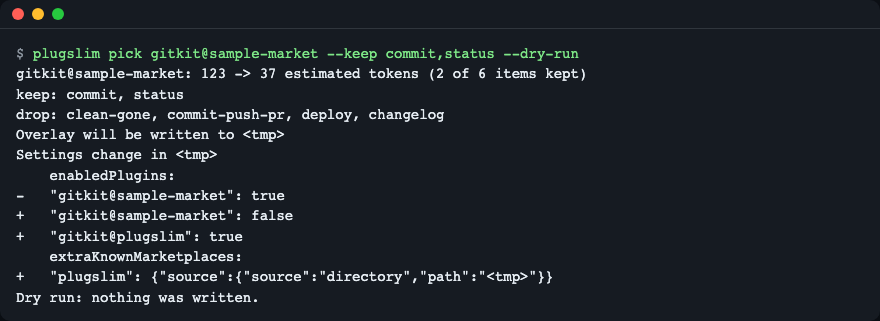 $ plugslim pick gitkit@sample-market --keep commit,status --dry-run
gitkit@sample-market: 123 -> 37 estimated tokens (2 of 6 items kept)
keep: commit, status
drop: clean-gone, commit-push-pr, deploy, changelog
Overlay will be written to <tmp>
Settings change in <tmp>
    enabledPlugins:
-   "gitkit@sample-market": true
+   "gitkit@sample-market": false
+   "gitkit@plugslim": true
    extraKnownMarketplaces:
+   "plugslim": {"source":{"source":"directory","path":"<tmp>"}}
Dry run: nothing was written.